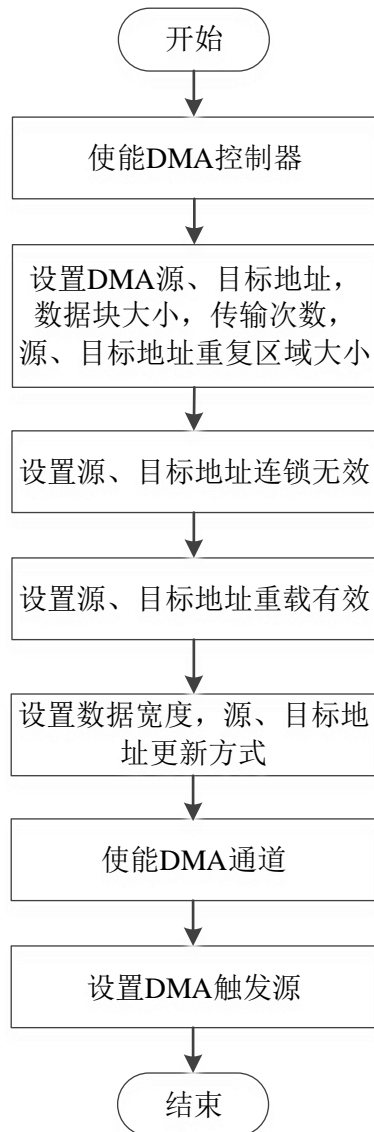 开始
使能DMA控制器
设置DMA源、目标地址，
数据块大小，传输次数，
源、目标地址重复区域大小
设置源、目标地址连锁无效
设置源、目标地址重载有效
设置数据宽度，源、目标地
址更新方式
使能DMA通道
设置DMA触发源
结束